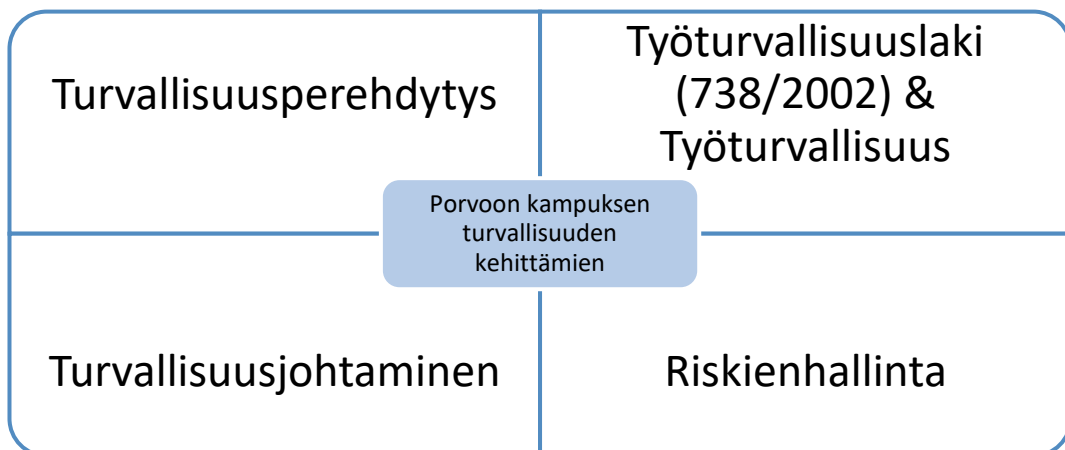 Turvallisuusperehdytys
Työturvallisuuslaki
(738/2002) &
Työturvallisuus
Porvoon kampuksen
turvallisuuden
kehittämien
Turvallisuusjohtaminen
Riskienhallinta